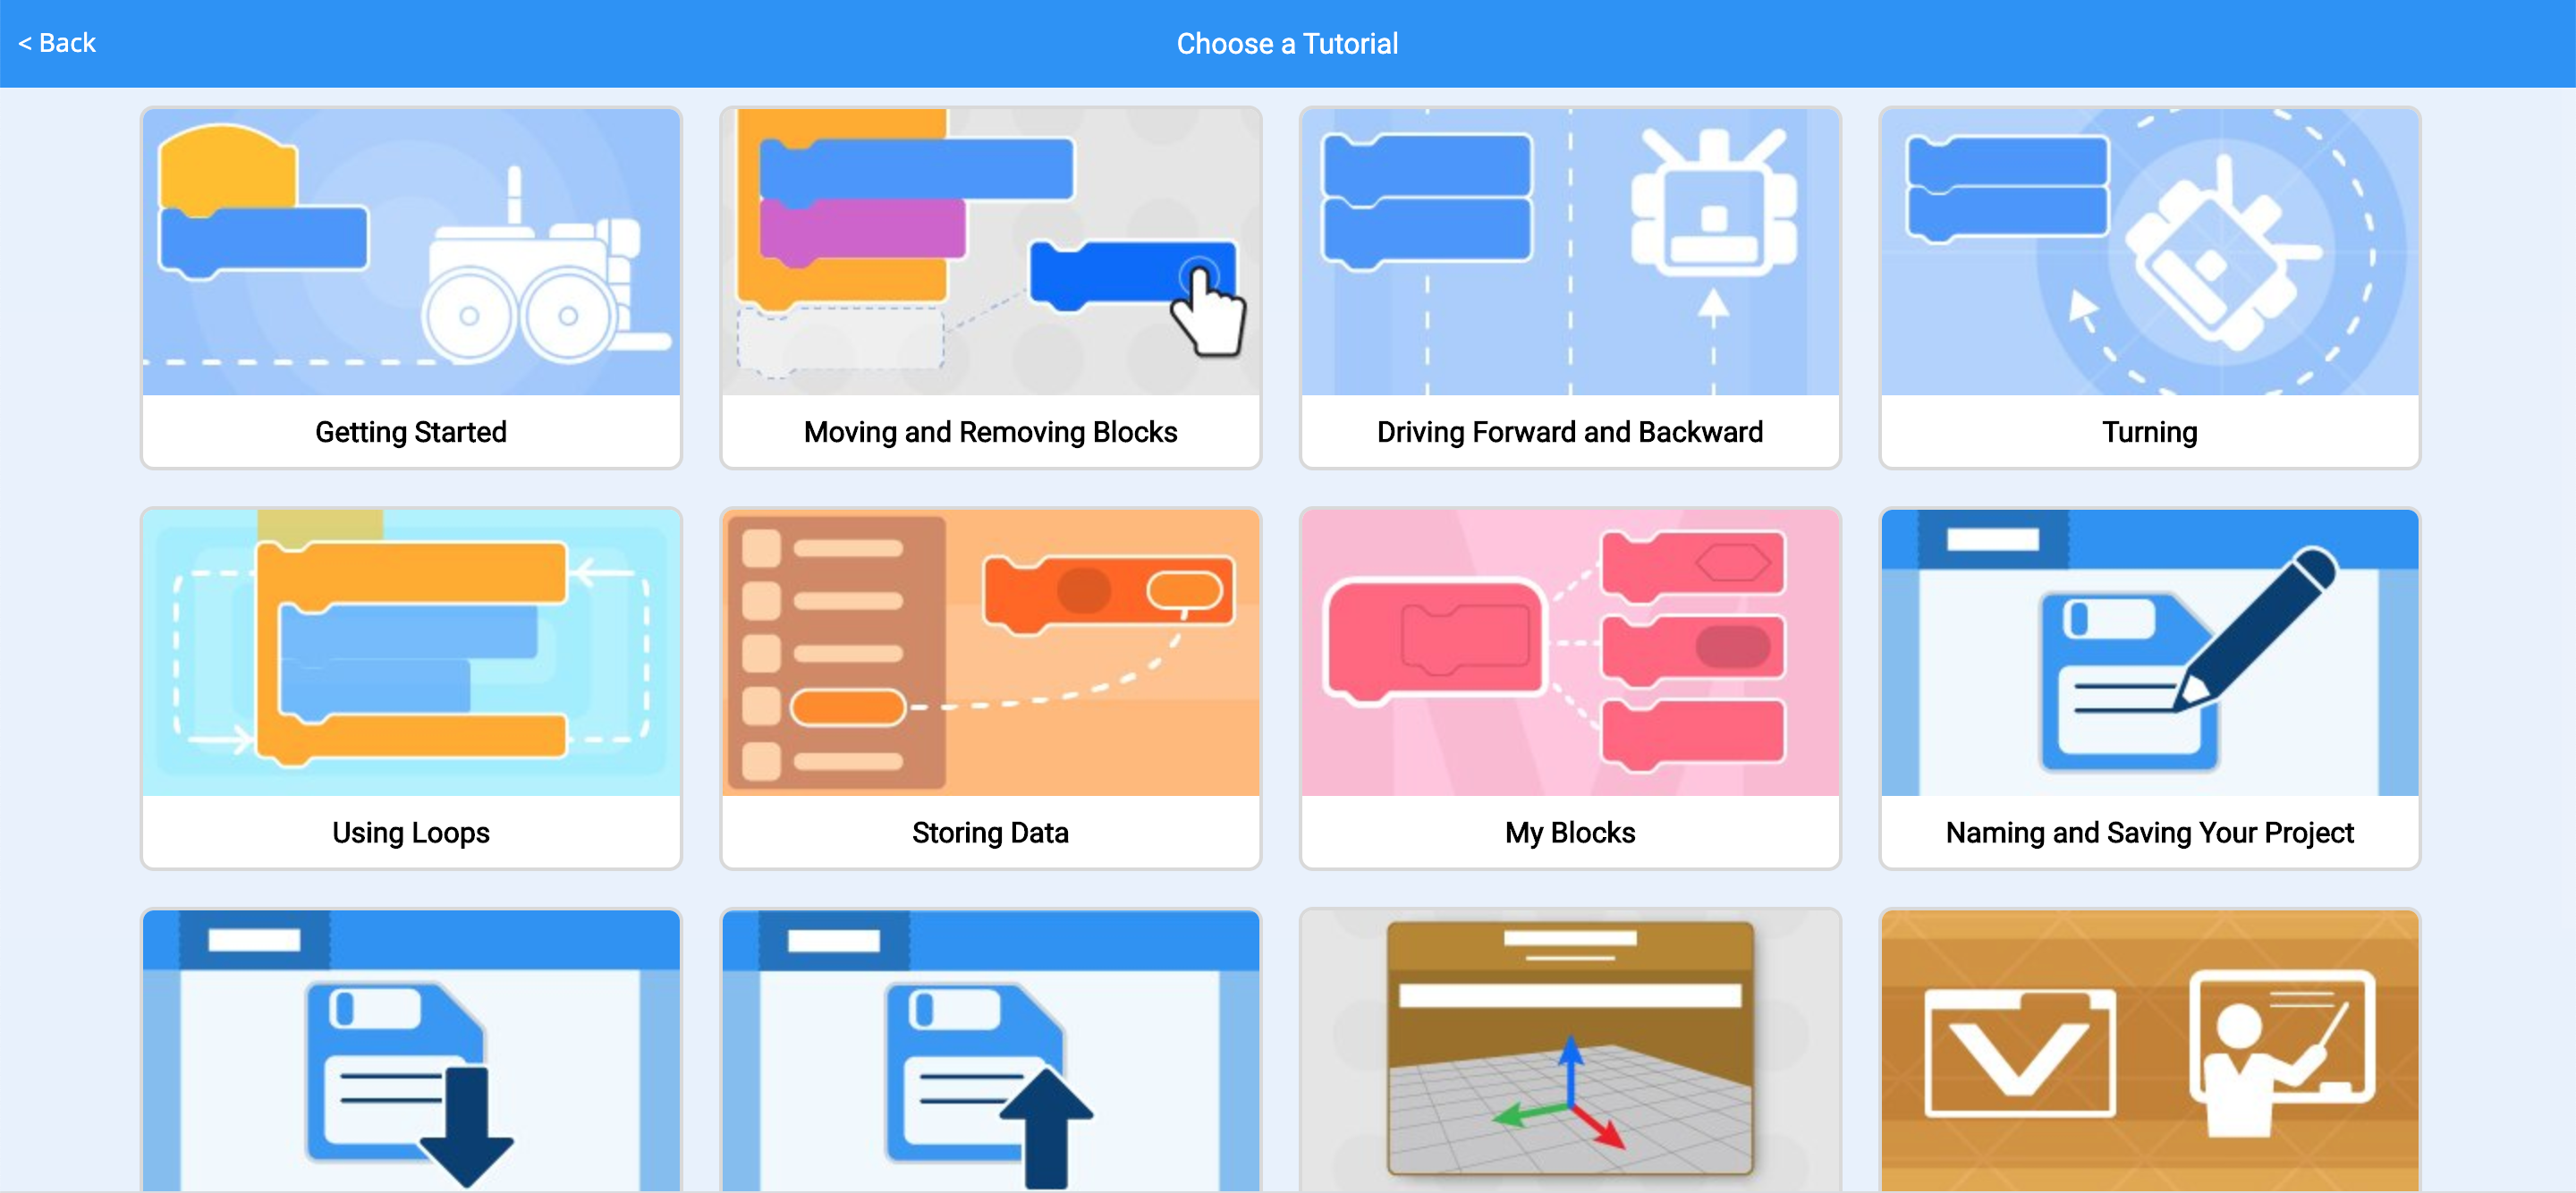 < Back
Choose a Tutorial
Getting Started
Moving and Removing Blocks
Driving Forward and Backward
Turning
Using Loops
Storing Data
My Blocks
Naming and Saving Your Project